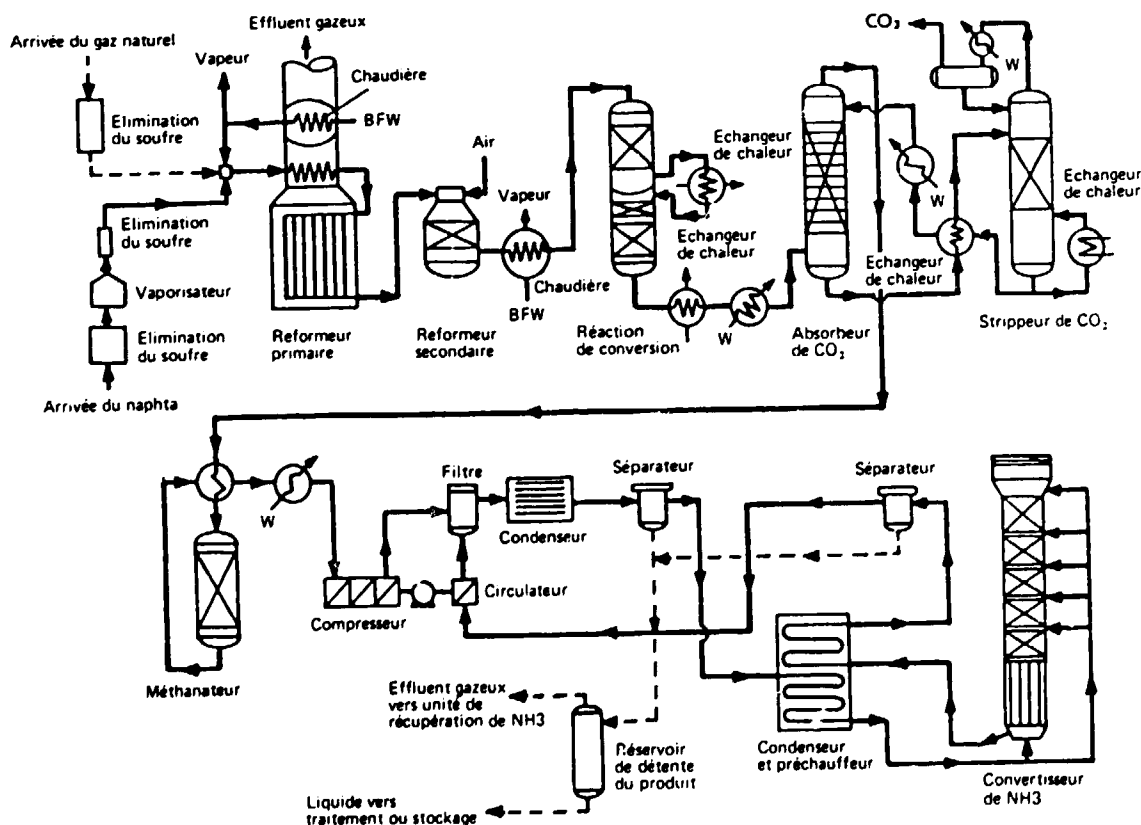 Arrivée du gaz naturel
Effluent gazeux
Vapeur
Chaudière
Elimination
du soufre
BFW
Air
Elimination
du soufre
Vaporisateur
Elimination
du soufre
Arrivée du naphta
Reformeur
primaire
Reformeur
secondaire
Vapeur
Chaudière
BFW
Echangeur
de chaleur
Echangeur
de chaleur
Réaction
de conversion
W
Absorbeur
de CO2
Echangeur
de chaleur
W
CO2
W
Echangeur
de chaleur
Strippeur de CO2
W
Méthanateur
Compresseur
Filtre
Circulateur
Condenseur
Séparateur
Séparateur
Effluent gazeux
vers unité de
récupération de NH3
Réservoir
de détente
du produit
Liquide vers
traitement ou stockage
Condenseur
et préchauffeur
Convertisseur
de NH3